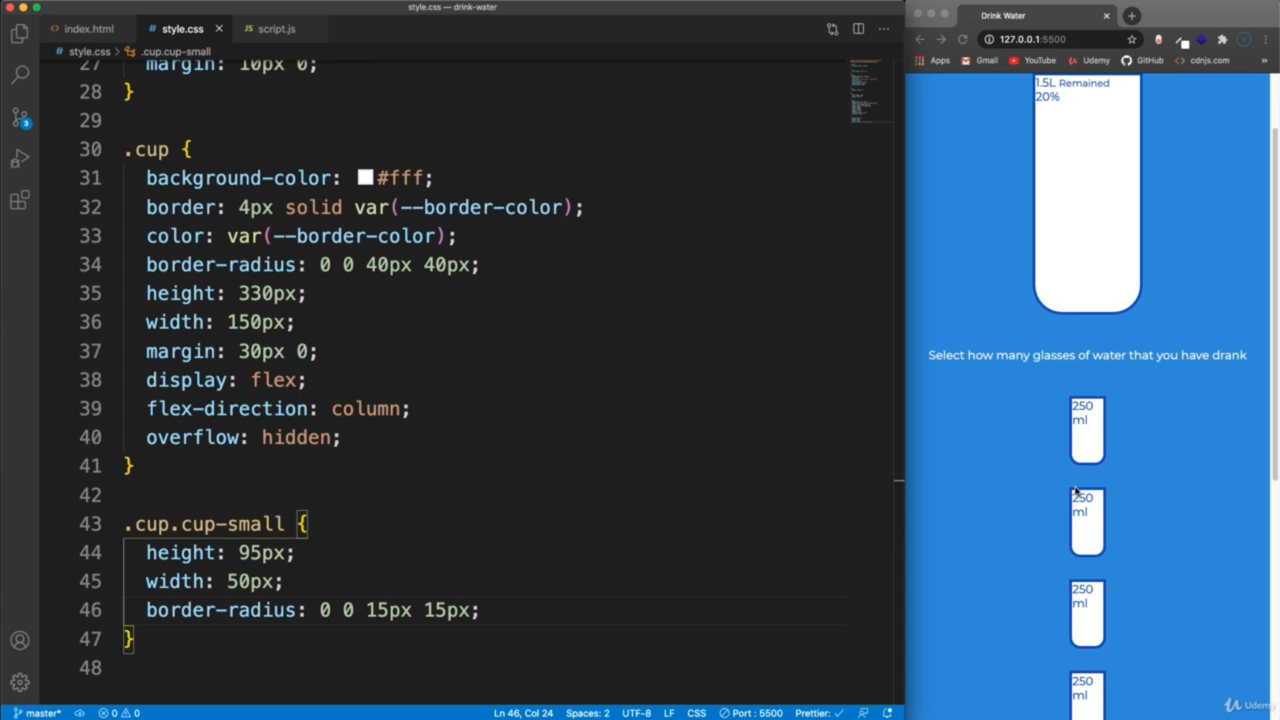 style.css — drink-water
index.html
style.css
script.js
style.css
.cup.cup-small
27 margin: 10px 0;
28 }
29
30 .cup {
31 background-color: #fff;
32 border: 4px solid var(--border-color);
33 color: var(--border-color);
34 border-radius: 0 0 40px 40px;
35 height: 330px;
36 width: 150px;
37 margin: 30px 0;
38 display: flex;
39 flex-direction: column;
40 overflow: hidden;
41 }
42
43 .cup.cup-small {
44 height: 95px;
45 width: 50px;
46 border-radius: 0 0 15px 15px;
47 }
48
3
master*
0 0
Ln 46, Col 24
Spaces: 2
UTF-8
LF
CSS
Port : 5500
Prettier: ✓
Drink Water
127.0.0.1:5500
Apps
Gmail
YouTube
Udemy
GitHub
cdnjs.com
»
1.5L Remained
20%
Select how many glasses of water that you have drank
250
ml
250
ml
250
ml
250
ml
Udemy